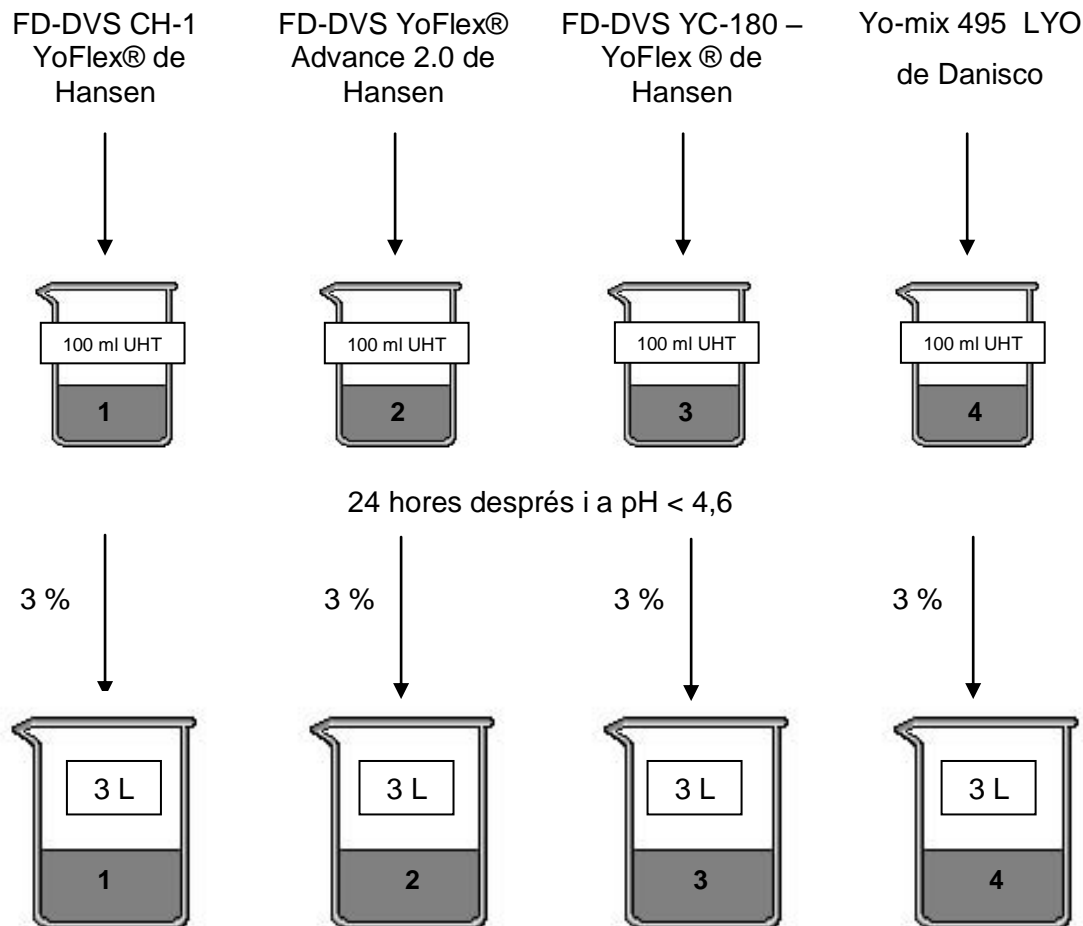 FD-DVS CH-1
YoFlex® de
Hansen
FD-DVS YoFlex®
Advance 2.0 de
Hansen
FD-DVS YC-180 –
YoFlex ® de
Hansen
Yo-mix 495 LYO
de Danisco
100 ml UHT
1
100 ml UHT
2
100 ml UHT
3
100 ml UHT
4
24 hores després i a pH < 4,6
3 %
3 %
3 %
3 %
3 L
1
3 L
2
3 L
3
3 L
4